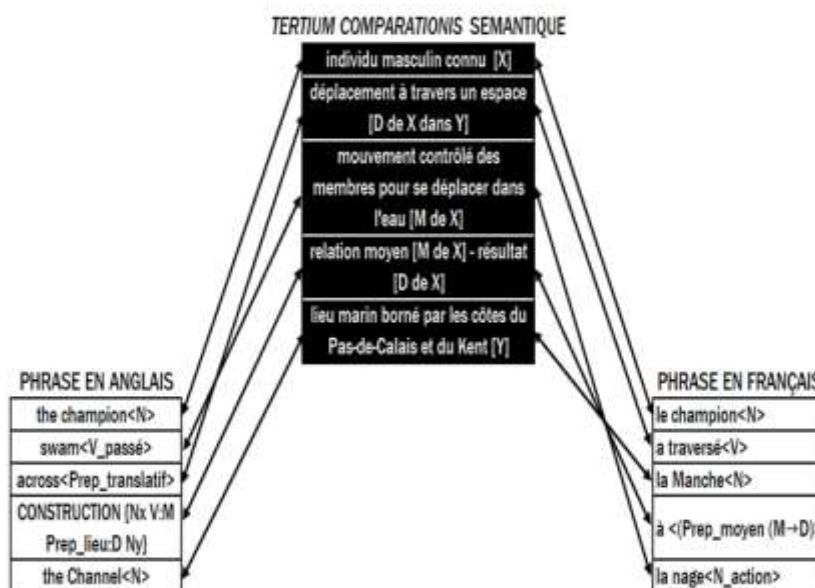 TERTIUM COMPARATIONIS SEMANTIQUE
individu masculin connu [X]
déplacement à travers un espace
[D de X dans Y]
mouvement contrôlé des
membres pour se déplacer dans
l'eau [M de X]
relation moyen [M de X] - résultat
[D de X]
lieu marin borné par les côtes du
Pas-de-Calais et du Kent [Y]
PHRASE EN ANGLAIS
the champion<N>
swam<V_passé>
across<Prep_translatif>
CONSTRUCTION {Nx V:M
Prep_lieu:D Ny}
the Channel<N>
PHRASE EN FRANÇAIS
le champion<N>
a traversé<V>
la Manche<N>
à <(Prep_moyen (M→D)
la nage<N_action>